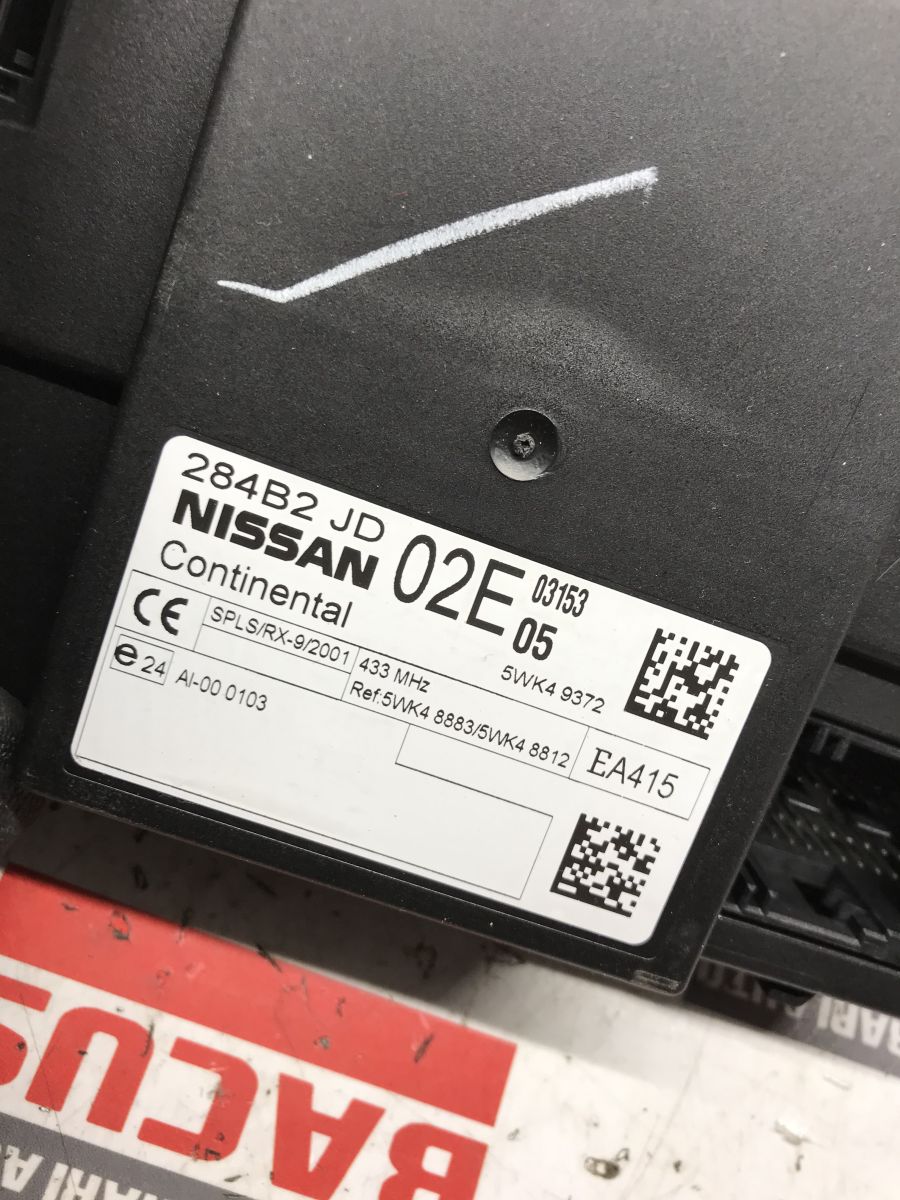 284B2 JD
NISSAN
Continental
02E
03153
05
5WK4 9372
CE
SPLS/RX-9/2001
433 MHz
Ref:5WK4 8883/5WK4 8812
EA415
e 24
AI-00 0103
BACUS